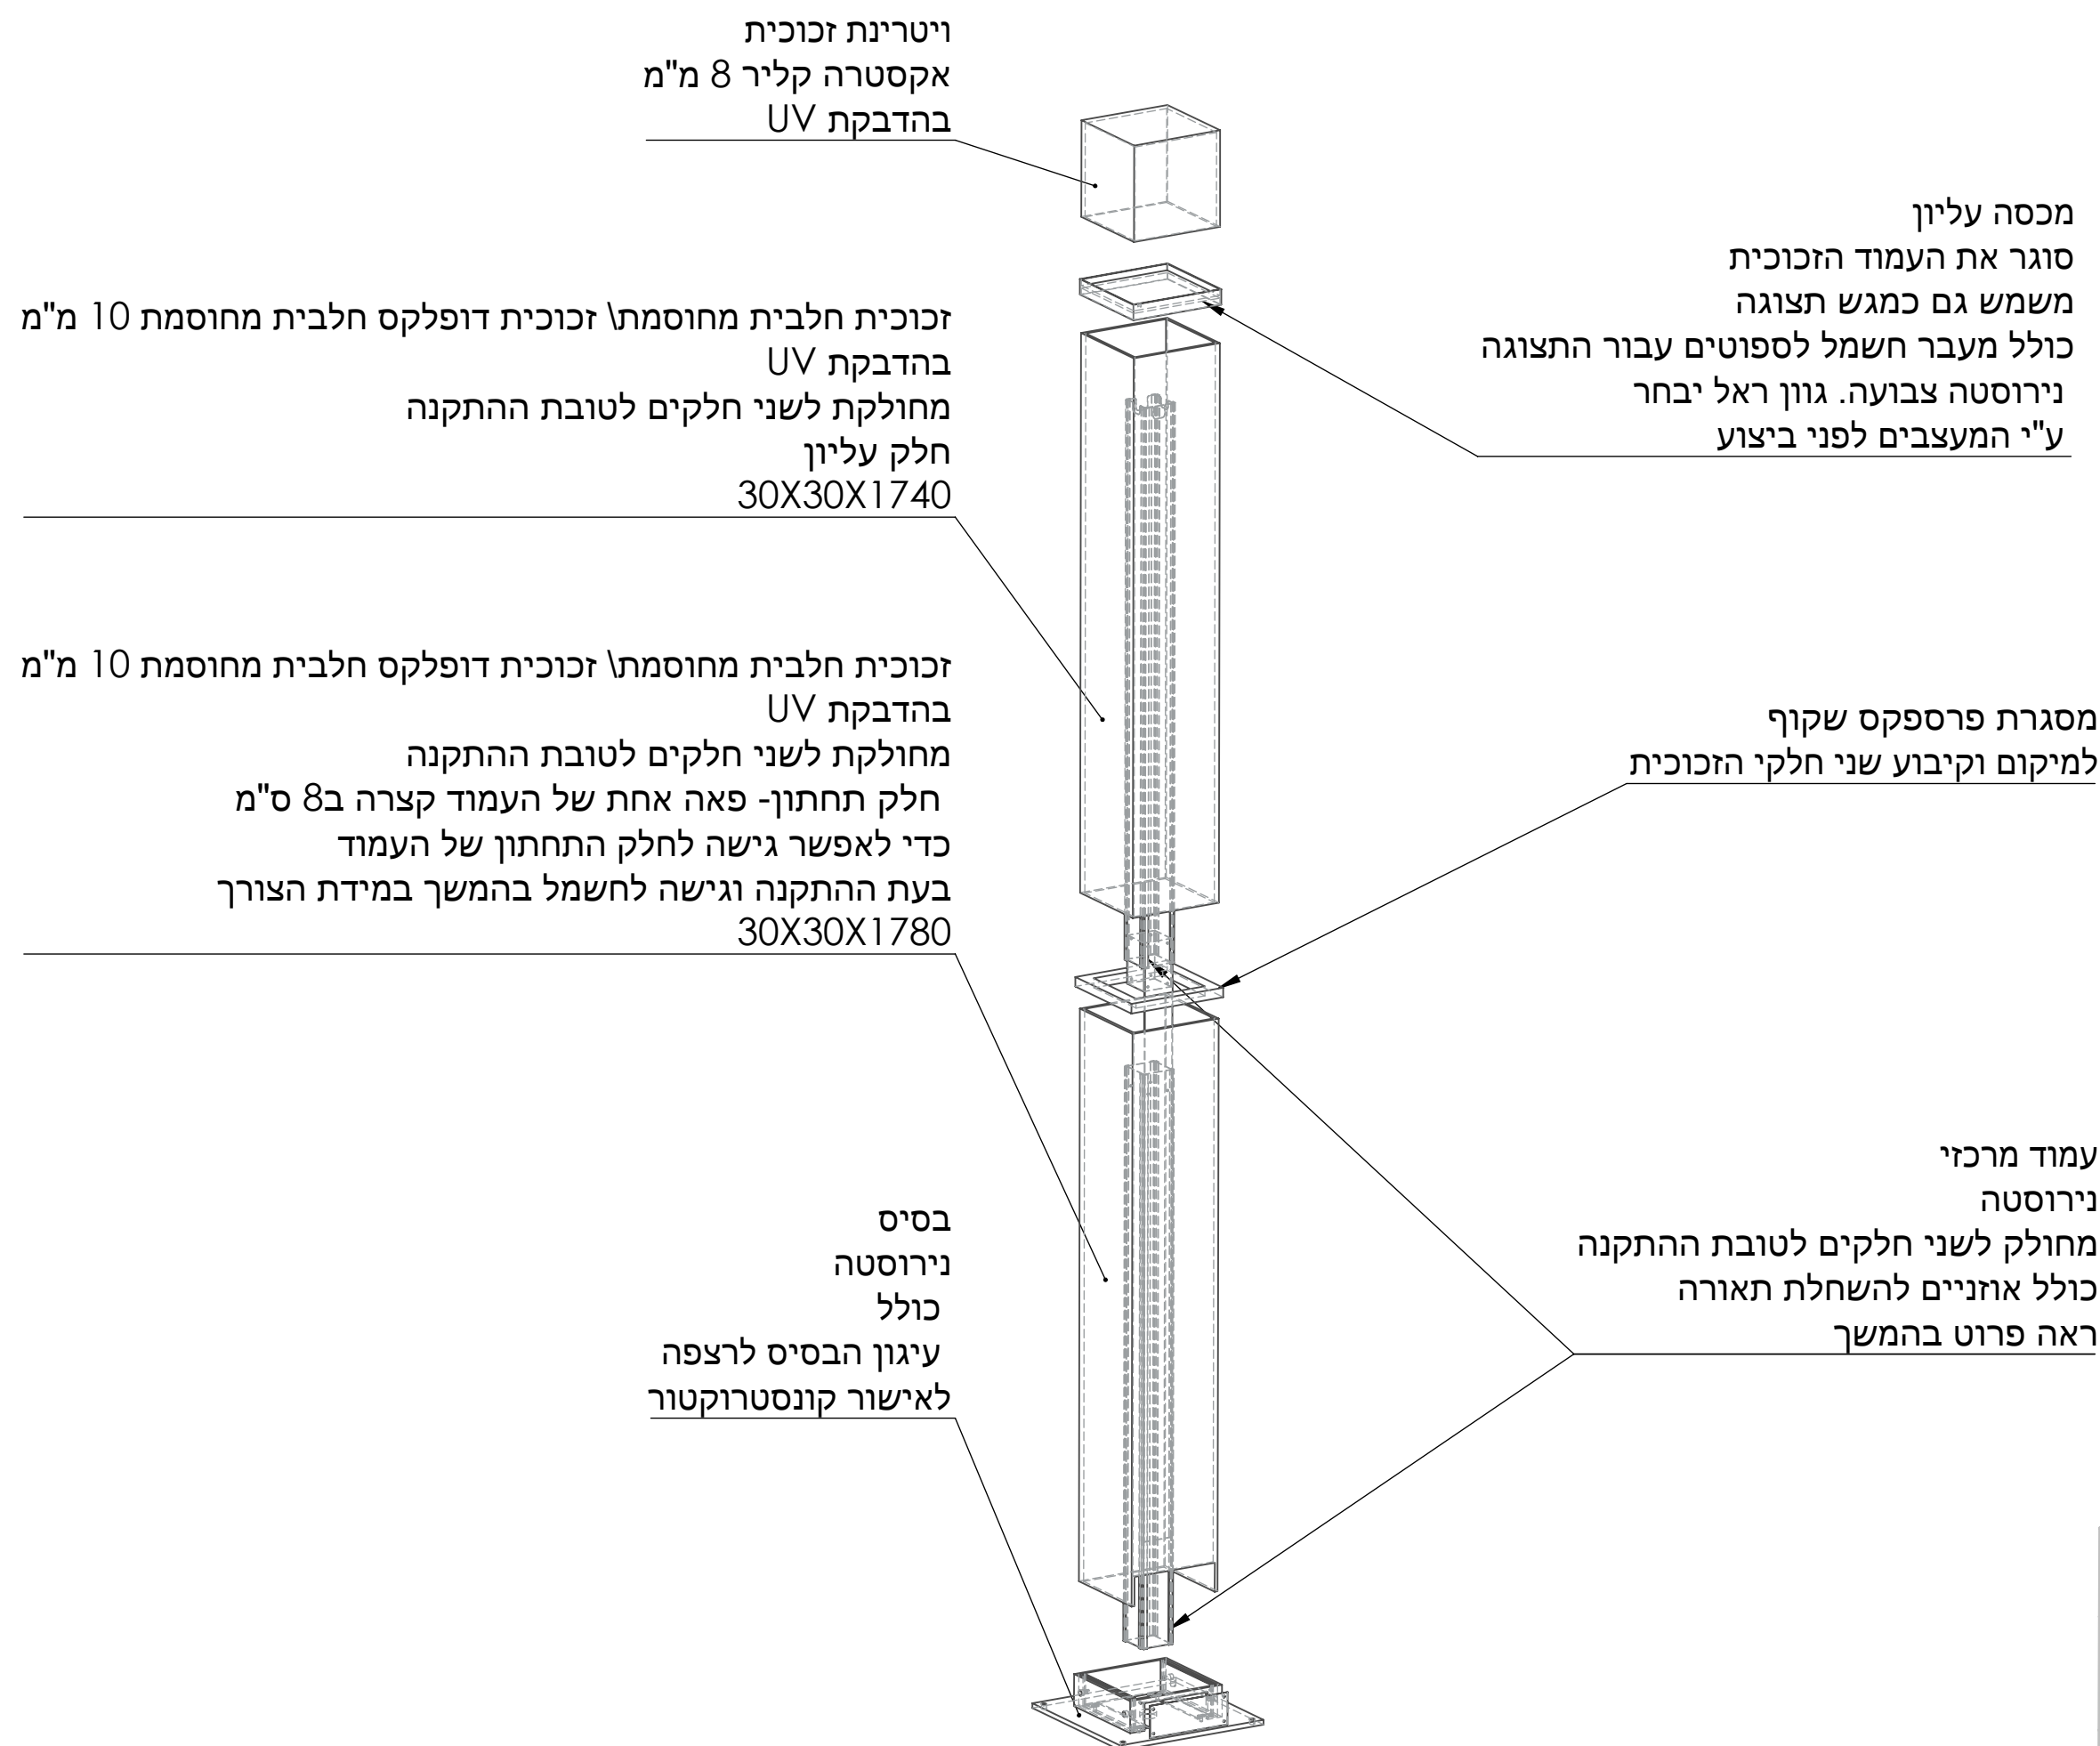 ויטרינת זכוכית
אקסטרה קליר 8 מ"מ
בהדבקת UV
מכסה עליון
סוגר את העמוד הזכוכית
משמש גם כמגש תצוגה
כולל מעבר חשמל לספוטים עבור התצוגה
נירוסטה צבועה. גוון ראל יבחר
ע"י המעצבים לפני ביצוע
זכוכית חלבית מחוסמת\ זכוכית דופלקס חלבית מחוסמת 10 מ"מ
בהדבקת UV
מחולקת לשני חלקים לטובת ההתקנה
חלק עליון
30X30X1740
זכוכית חלבית מחוסמת\ זכוכית דופלקס חלבית מחוסמת 10 מ"מ
בהדבקת UV
מחולקת לשני חלקים לטובת ההתקנה
חלק תחתון- פאה אחת של העמוד קצרה ב8 ס"מ
כדי לאפשר גישה לחלק התחתון של העמוד
בעת ההתקנה וגישה לחשמל בהמשך במידת הצורך
30X30X1780
מסגרת פרספקס שקוף
למיקום וקיבוע שני חלקי הזכוכית
עמוד מרכזי
נירוסטה
מחולק לשני חלקים לטובת ההתקנה
כולל אוזניים להשחלת תאורה
ראה פרוט בהמשך
בסיס
נירוסטה
כולל
עיגון הבסיס לרצפה
לאישור קונסטרוקטור